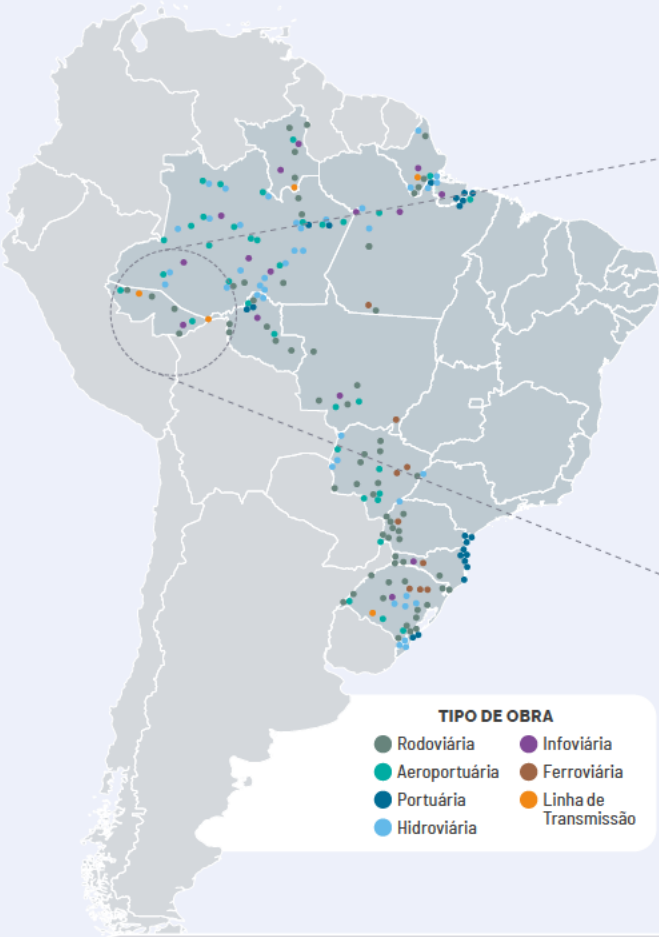 TIPO DE OBRA
Rodoviária
Aeroportuária
Portuária
Hidroviária
Infoviária
Ferroviária
Linha de
Transmissão